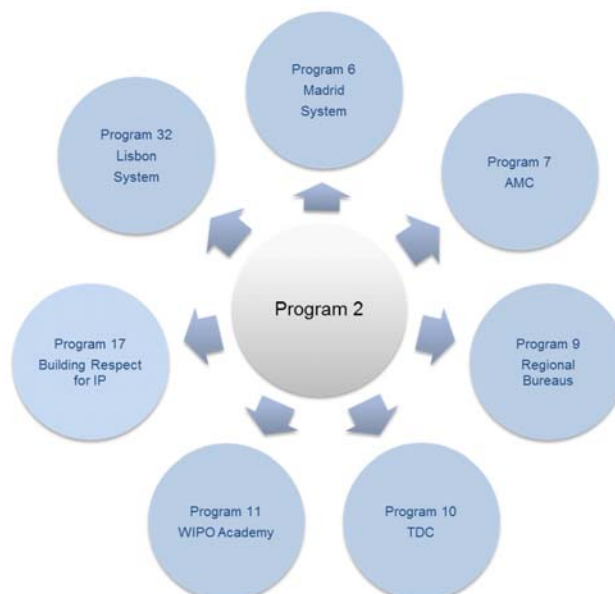 Program 6
Madrid
System
Program 32
Lisbon
System
Program 7
AMC
Program 2
Program 17
Building Respect
for IP
Program 9
Regional
Bureaus
Program 11
WIPO Academy
Program 10
TDC